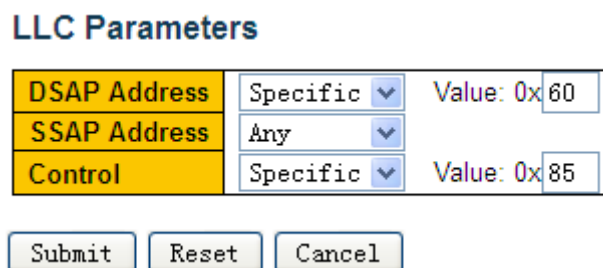 LLC Parameters
DSAP Address Specific Value: 0x 60
SSAP Address Any
Control Specific Value: 0x 85
Submit Reset Cancel